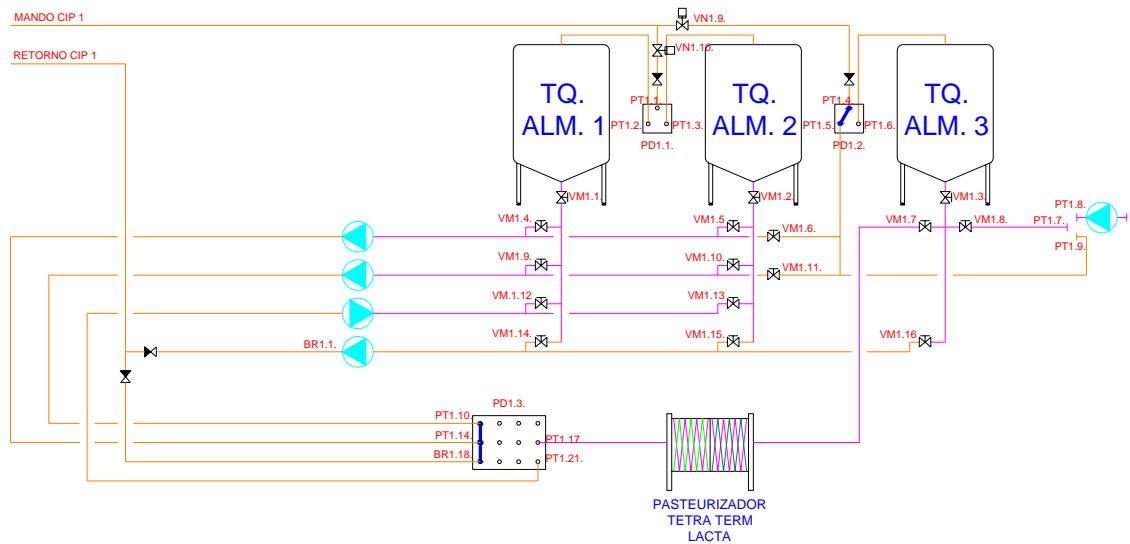 MANDO CIP 1
VN1.9.
RETORNO CIP 1
VN1.10.
TQ.
ALM. 1
TQ.
ALM. 2
TQ.
ALM. 3
PT1.1.
PT1.2.
PT1.3.
PD1.1.
PT1.4.
PT1.5.
PT1.6.
PD1.2.
VM1.1.
VM1.2.
VM1.3.
VM1.4.
VM1.5
VM1.6.
VM1.7
VM1.8.
PT1.8.
PT1.7.
PT1.9.
VM1.9.
VM1.10.
VM1.11.
VM.1.12
VM1.13
BR1.1.
VM1.14.
VM1.15.
VM1.16
PD1.3.
PT1.10.
PT1.14.
PT1.17
BR1.18.
PT1.21.
PASTEURIZADOR
TETRA TERM
LACTA